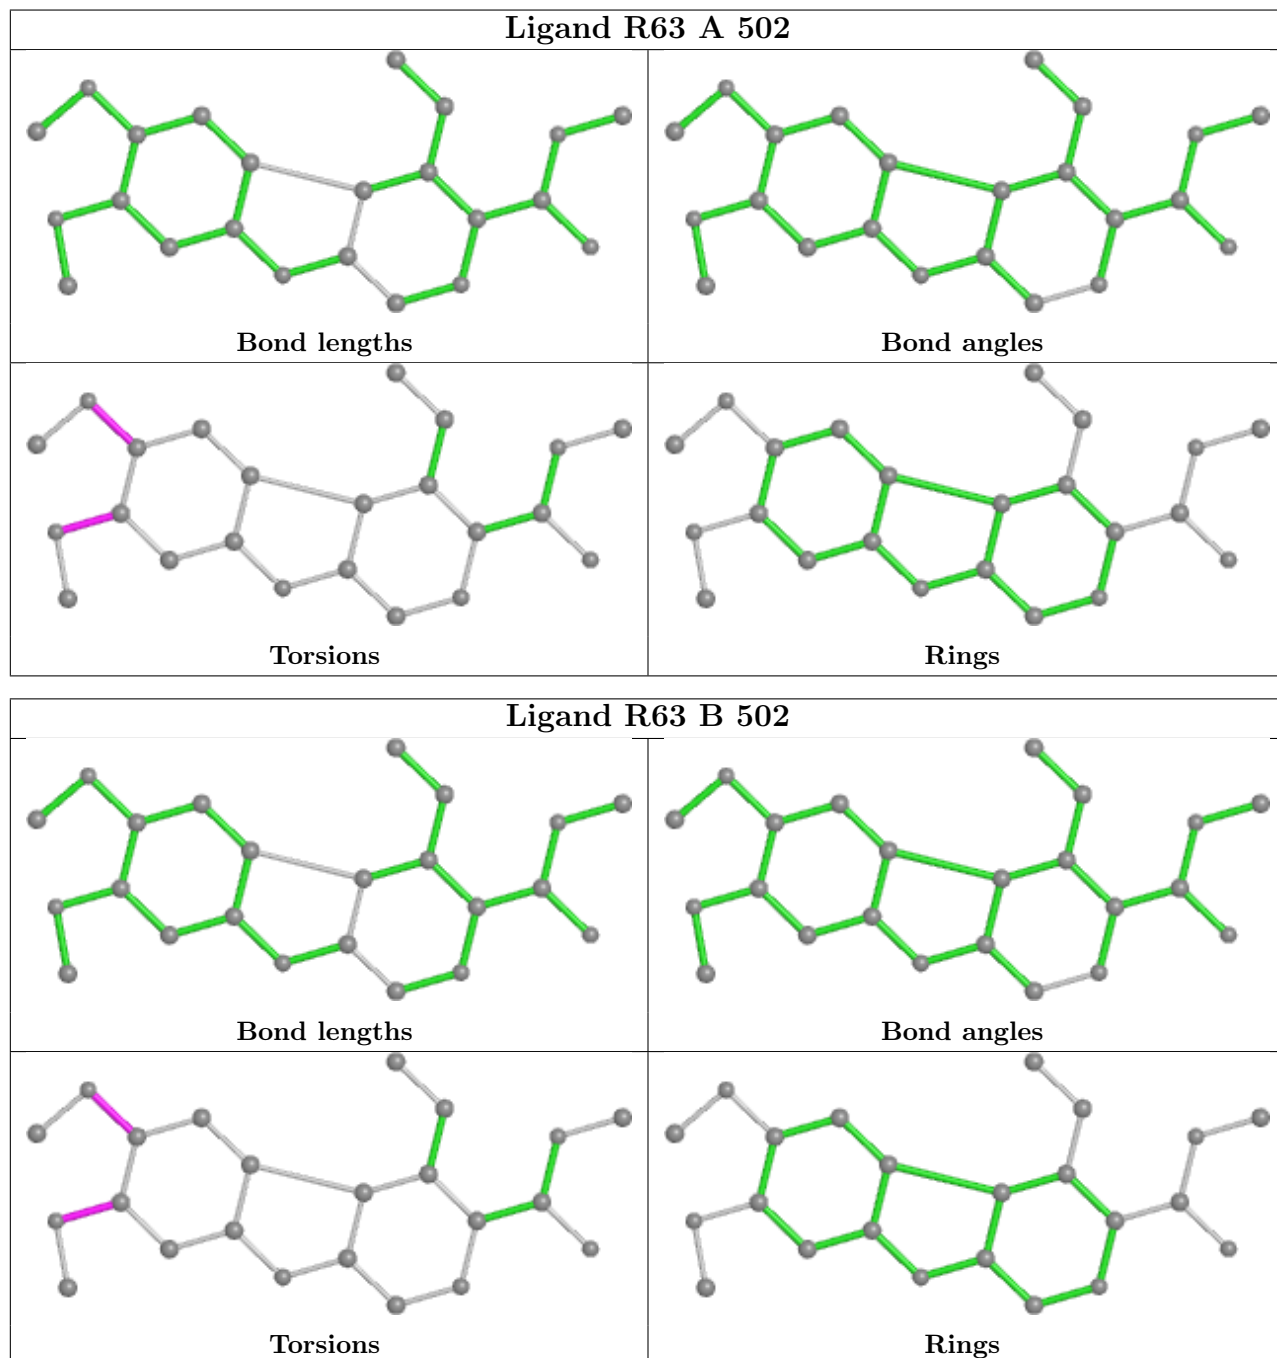 Ligand R63 A 502
Bond lengths
Bond angles
Torsions
Rings
Ligand R63 B 502
Bond lengths
Bond angles
Torsions
Rings